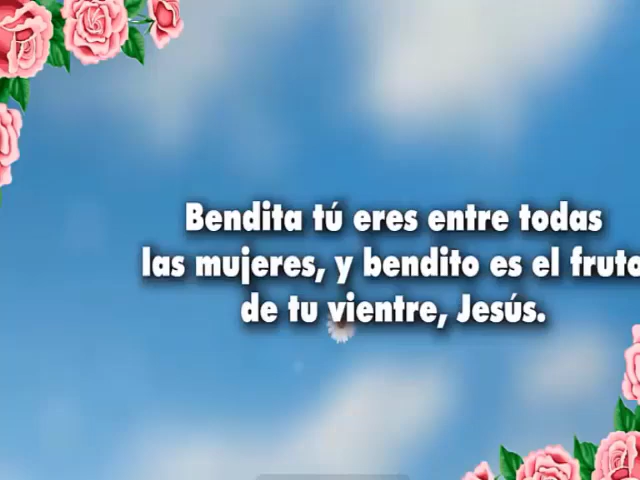 Bendita tú eres entre todas
las mujeres, y bendito es el fruto
de tu vientre, Jesús.